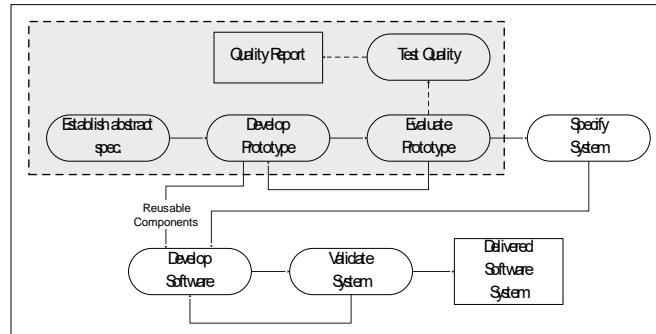 Quality Report
Test Quality
Establish abstract
spec.
Develop
Prototype
Evaluate
Prototype
Specify
System
Reusable
Components
Develop
Software
Validate
System
Delivered
Software
System